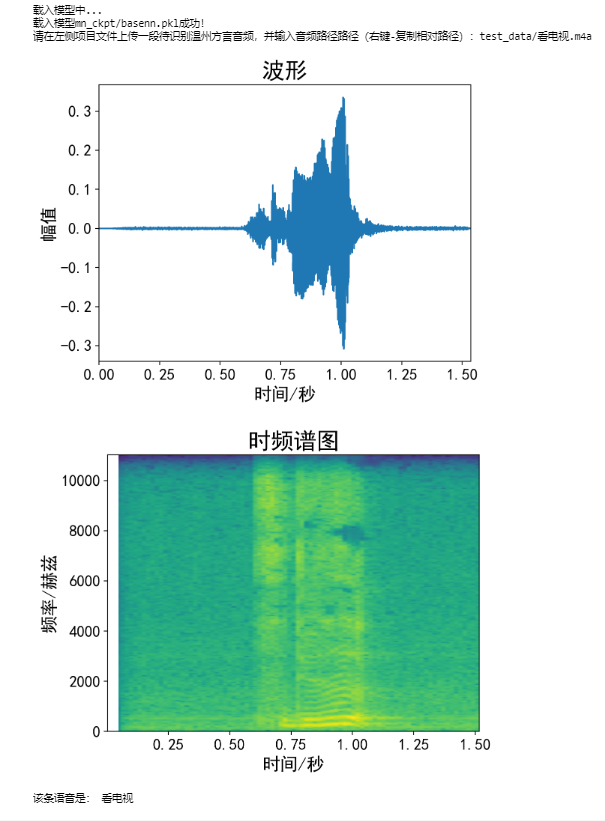 载入模型中...
载入模型mn_ckpt/basenn.pkl成功!
请在左侧项目文件上传一段待识别温州方言音频, 并输入音频路径路径 (右键-复制相对路径) : test_data/看电视.m4a
波形
0.3
0.2
0.1
0.0
−0.1
−0.2
−0.3
幅值
0.00 0.25 0.50 0.75 1.00 1.25 1.50
时间/秒
时频谱图
10000
8000
6000
4000
2000
0
频率/赫兹
0.25 0.50 0.75 1.00 1.25 1.50
时间/秒
该条语音是: 看电视